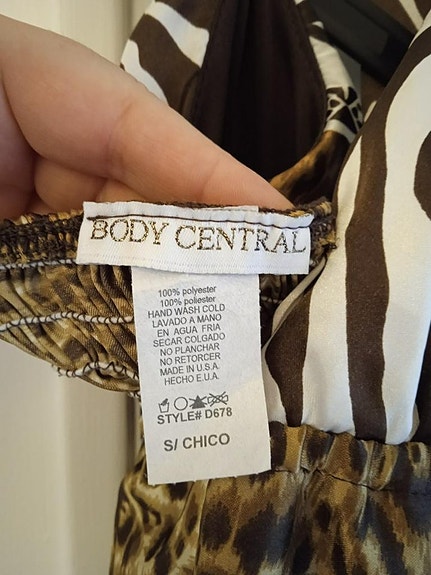 BODY CENTRAL
100% polyester
100% poliester
HAND WASH COLD
LAVADO A MANO
EN AGUA FRIA
SECAR COLGADO
NO PLANCHAR
NO RETORCER
MADE IN U.S.A.
HECHO E.U.A.
STYLE# D678
S/ CHICO